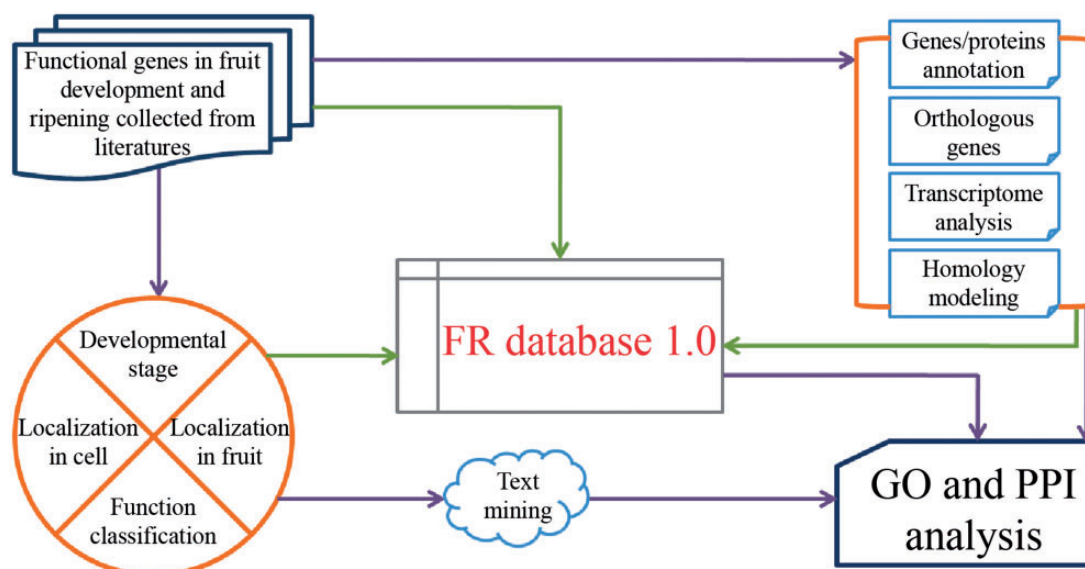 Functional genes in fruit
development and
ripening collected from
literatures
Genes/proteins
annotation
Orthologous
genes
Transcriptome
analysis
Homology
modeling
FR database 1.0
Developmental
stage
Localization
in cell
Localization
in fruit
Function
classification
Text
mining
GO and PPI
analysis